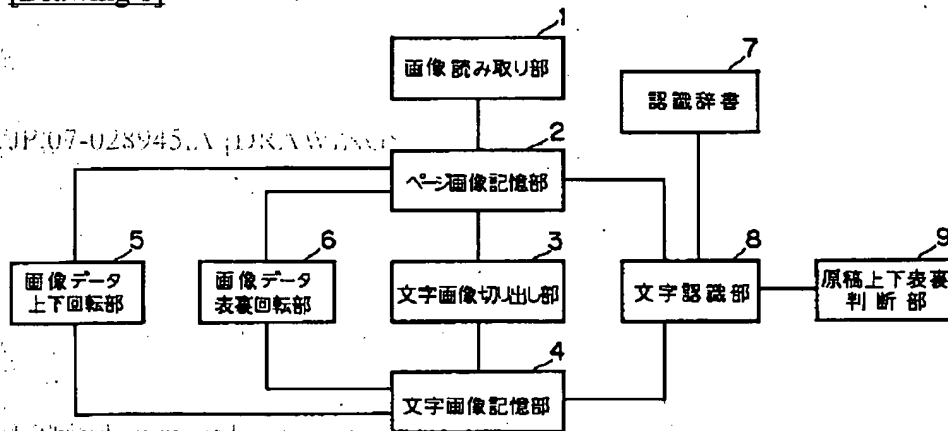 1
画像読み取り部
7
認識辞書
JP,07-028945,A [DRAWINGS]
2
ページ画像記憶部
5
画像データ
上下回転部
6
画像データ
表裏回転部
3
文字画像切り出し部
8
文字認識部
9
原稿上下表裏
判断部
4
文字画像記憶部